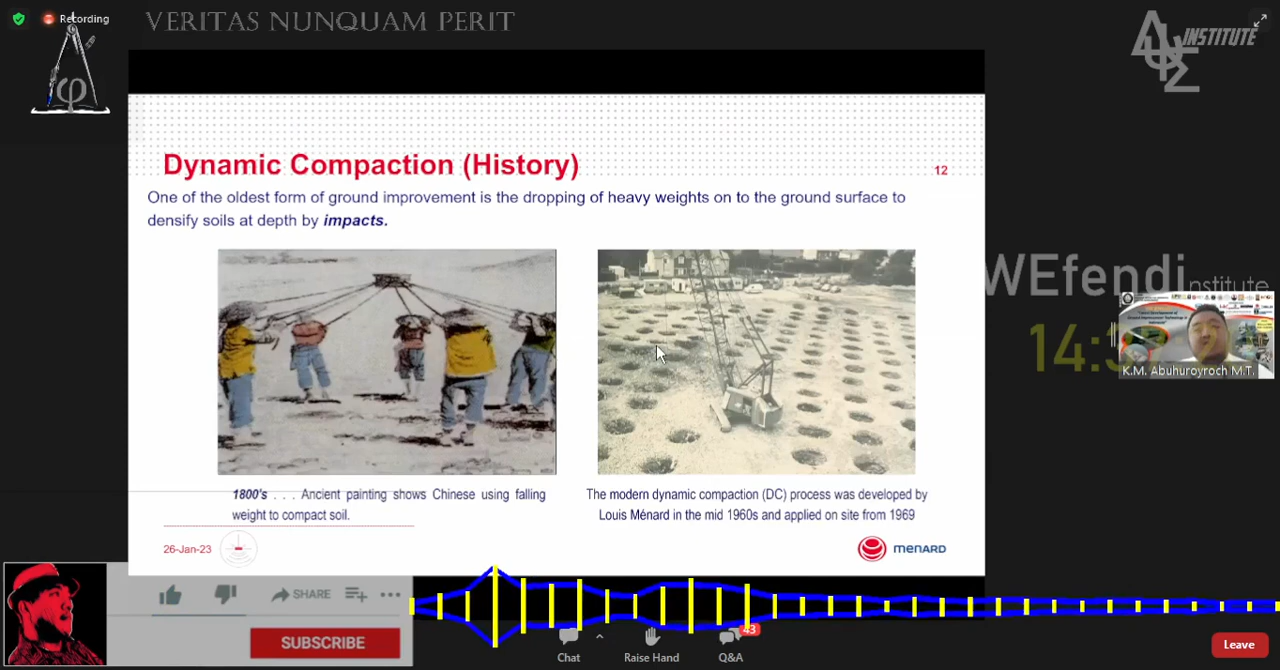 Recording
VERITAS NUNQUAM PERIT
INSTITUTE
Dynamic Compaction (History)
12
One of the oldest form of ground improvement is the dropping of heavy weights on to the ground surface to
densify soils at depth by impacts.
WEfendi
institute
14:
K.M. Abuhuroyroch M.T.
1800's . . . Ancient painting shows Chinese using falling
weight to compact soil.
The modern dynamic compaction (DC) process was developed by
Louis Ménard in the mid 1960s and applied on site from 1969
26-Jan-23
MENARD
SHARE
SUBSCRIBE
43
Chat
Raise Hand
Q&A
Leave